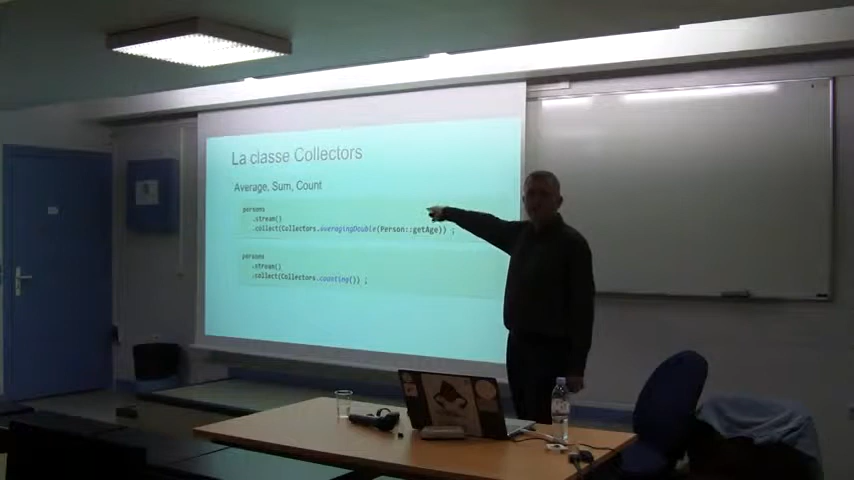 La classe Collectors
Average, Sum, Count
persons
.stream()
.collect(Collectors.averagingDouble(Person::getAge)) ;
persons
.stream()
.collect(Collectors.counting()) ;